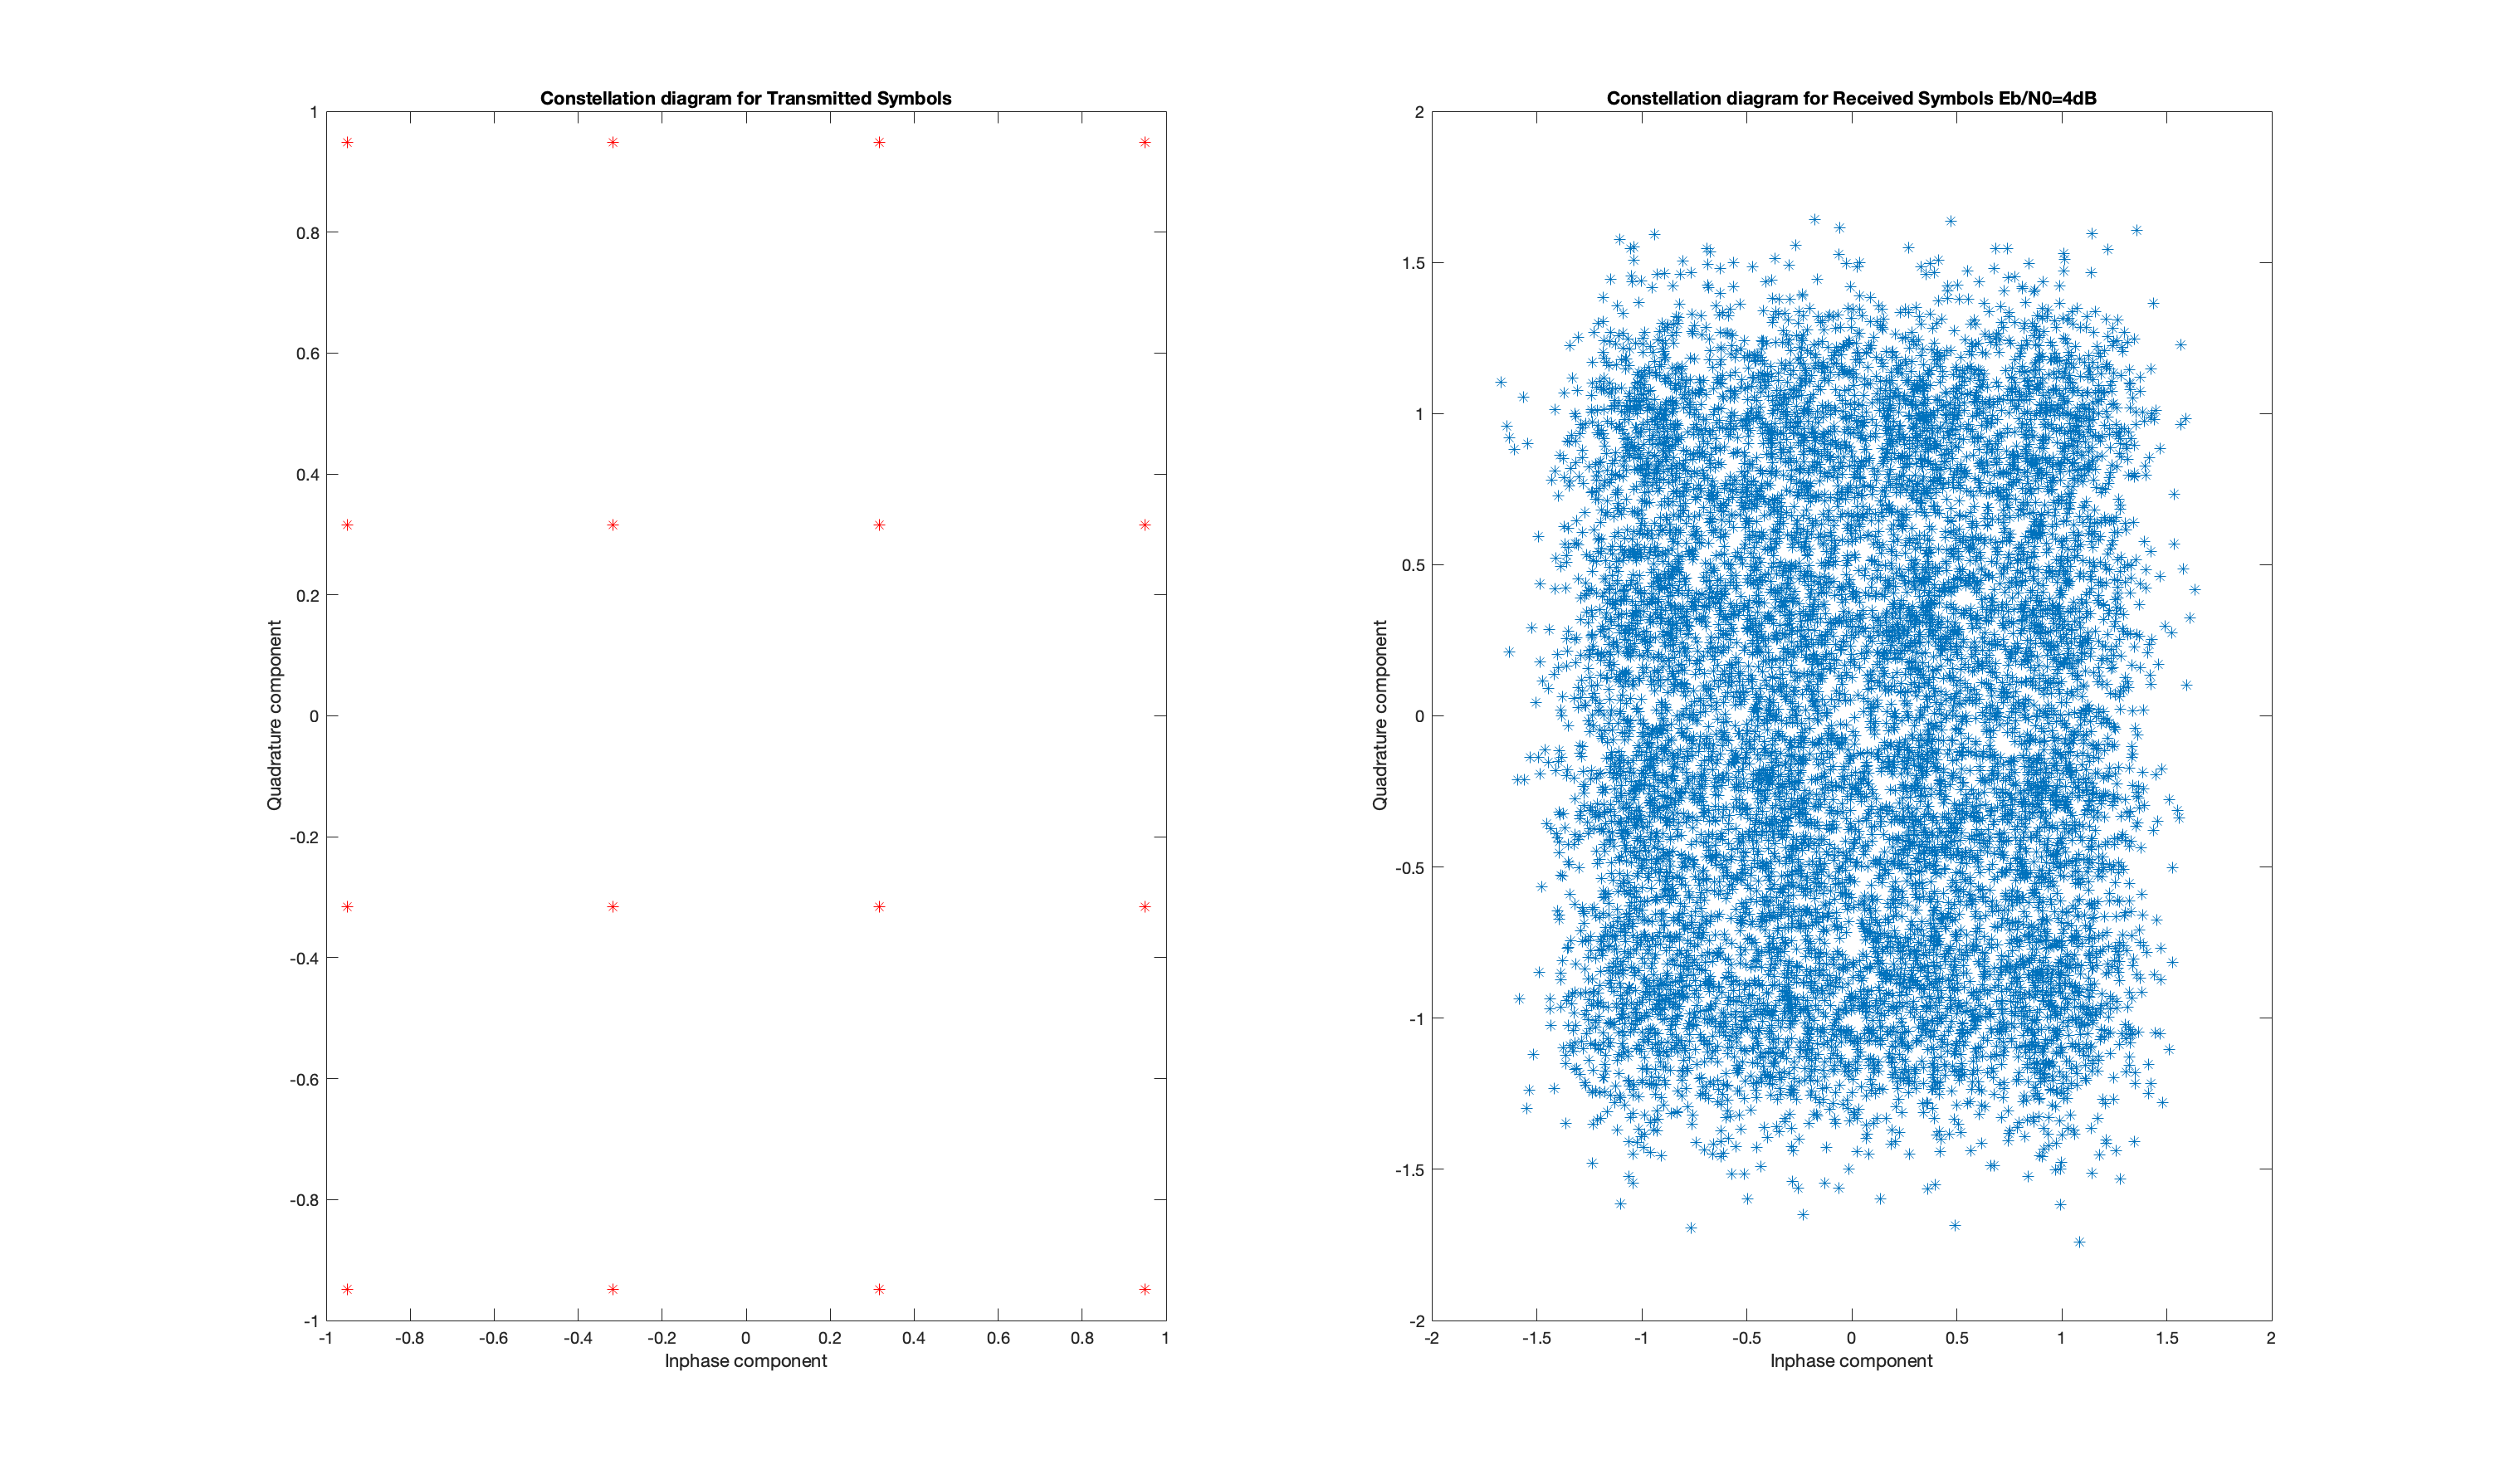 Constellation diagram for Transmitted Symbols
1
0.8
0.6
0.4
0.2
0
-0.2
-0.4
-0.6
-0.8
-1
Quadrature component
-1 -0.8 -0.6 -0.4 -0.2 0 0.2 0.4 0.6 0.8 1
Inphase component
Constellation diagram for Received Symbols Eb/N0=4dB
2
1.5
1
0.5
0
-0.5
-1
-1.5
-2
Quadrature component
-2 -1.5 -1 -0.5 0 0.5 1 1.5 2
Inphase component